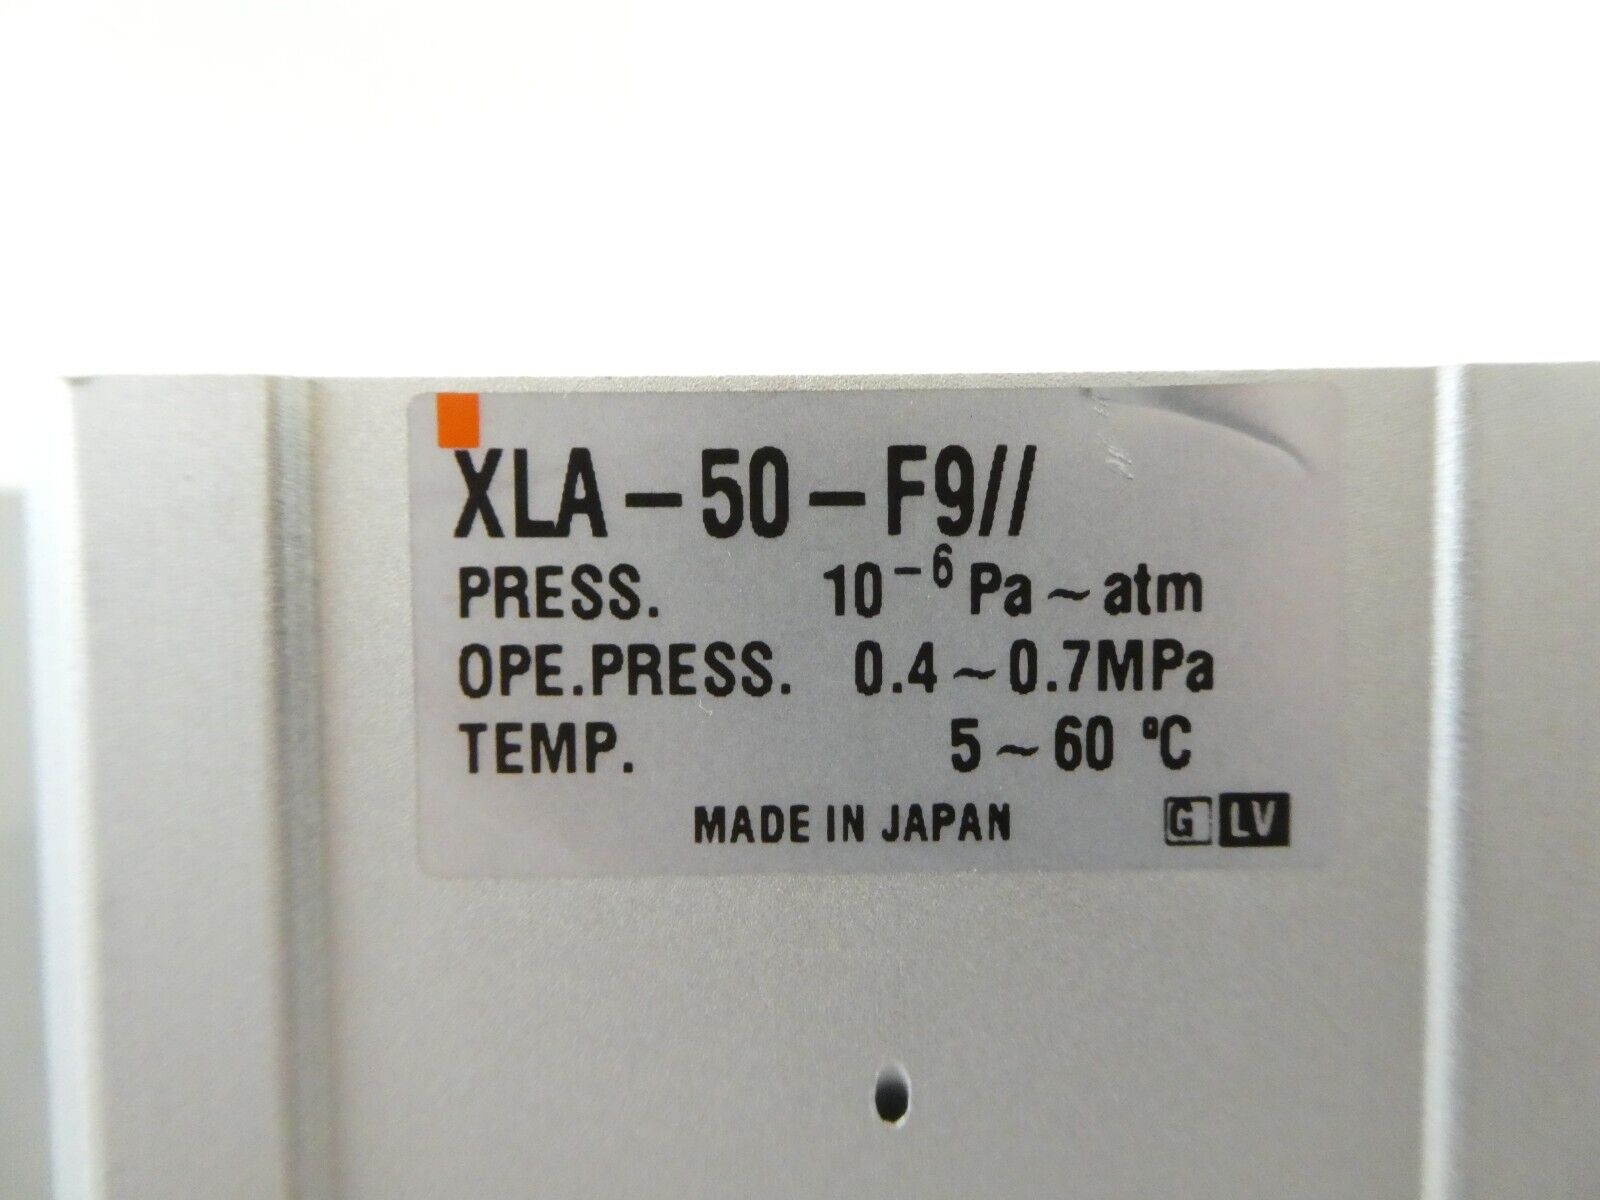 XLA-50-F9//
PRESS. 10⁻⁶ Pa~atm
OPE.PRESS. 0.4~0.7MPa
TEMP. 5~60 °C
MADE IN JAPAN G LV